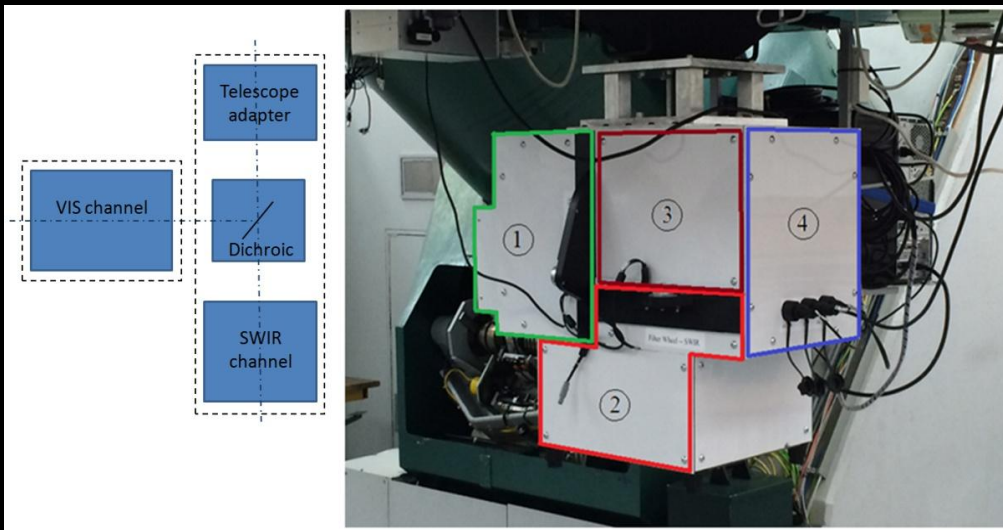 Telescope
adapter
VIS channel
Dichroic
SWIR
channel
1
3
4
Filter Wheel - SWIR
2